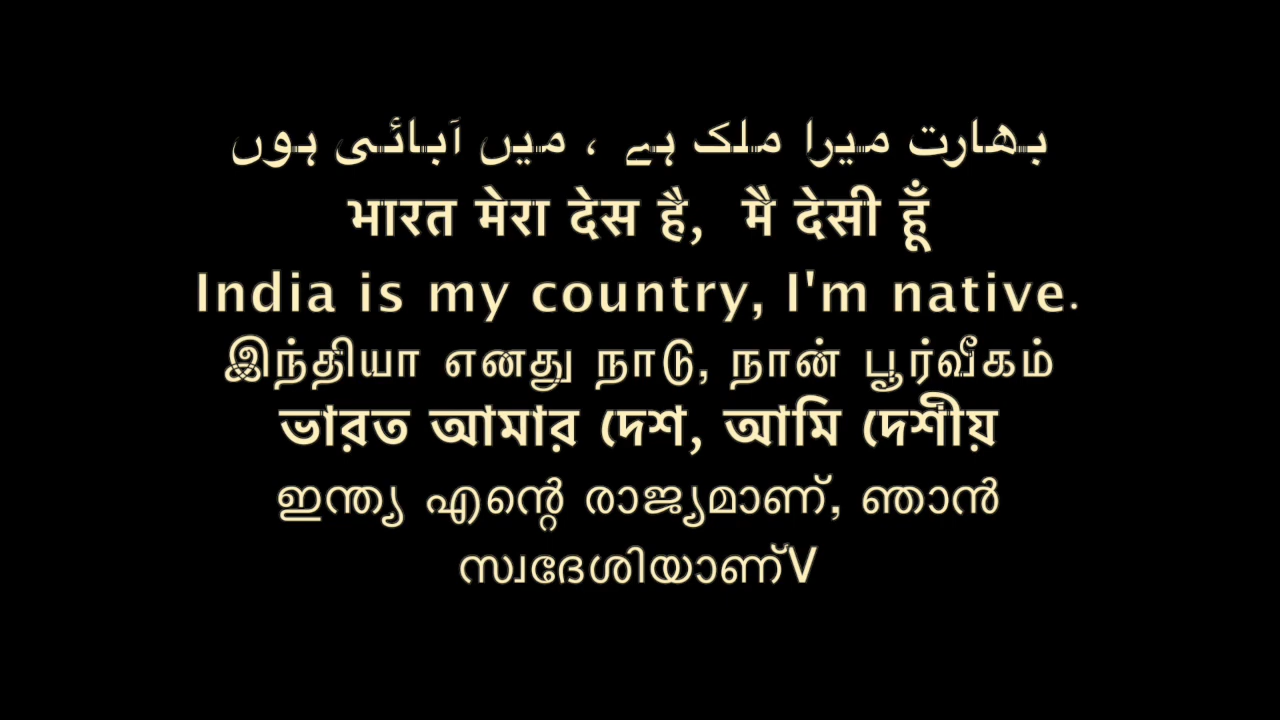 بھارت میرا ملک ہے ، میں آبائی ہوں
भारत मेरा देस है, मै देसी हूँ
India is my country, I'm native.
இந்தியா எனது நாடு, நான் பூர்வீகம்
ভারত আমার দেশ, আমি দেশীয়
ഇന്ത്യ എന്റെ രാജ്യമാണ്, ഞാൻ
സ്വദേശിയാണ്V